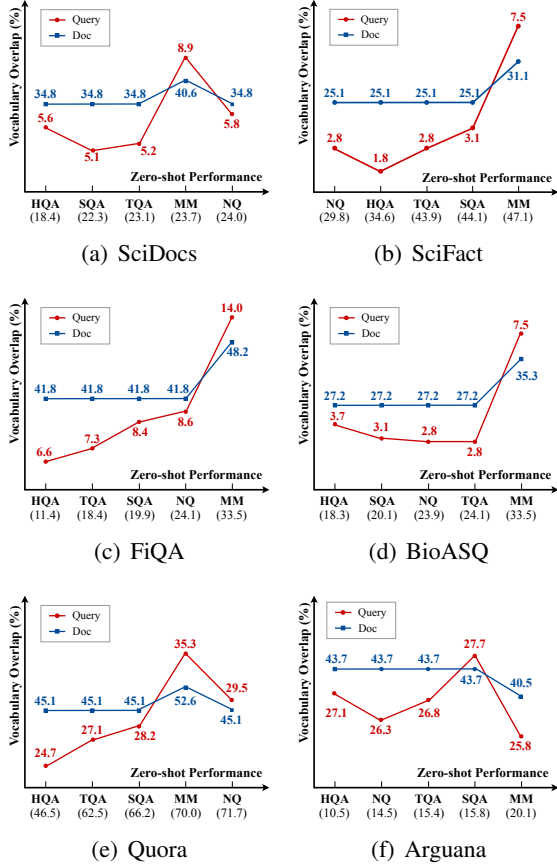 Vocabulary Overlap (%)
Query
Doc
34.8 34.8 34.8 40.6 34.8
5.6 5.1 5.2 8.9 5.8
Zero-shot Performance
HQA SQA TQA MM NQ
(18.4) (22.3) (23.1) (23.7) (24.0)
(a) SciDocs
Vocabulary Overlap (%)
Query
Doc
25.1 25.1 25.1 25.1 31.1
2.8 1.8 2.8 3.1 7.5
Zero-shot Performance
NQ HQA TQA SQA MM
(29.8) (34.6) (43.9) (44.1) (47.1)
(b) SciFact
Vocabulary Overlap (%)
Query
Doc
41.8 41.8 41.8 41.8 48.2
6.6 7.3 8.4 8.6 14.0
Zero-shot Performance
HQA TQA SQA NQ MM
(11.4) (18.4) (19.9) (24.1) (33.5)
(c) FiQA
Vocabulary Overlap (%)
Query
Doc
27.2 27.2 27.2 27.2 35.3
3.7 3.1 2.8 2.8 7.5
Zero-shot Performance
HQA SQA NQ TQA MM
(18.3) (20.1) (23.9) (24.1) (33.5)
(d) BioASQ
Vocabulary Overlap (%)
Query
Doc
45.1 45.1 45.1 52.6 45.1
24.7 27.1 28.2 35.3 29.5
Zero-shot Performance
HQA TQA SQA MM NQ
(46.5) (62.5) (66.2) (70.0) (71.7)
(e) Quora
Vocabulary Overlap (%)
Query
Doc
43.7 43.7 43.7 43.7 40.5
27.1 26.3 26.8 27.7 25.8
Zero-shot Performance
HQA NQ TQA SQA MM
(10.5) (14.5) (15.4) (15.8) (20.1)
(f) Arguana